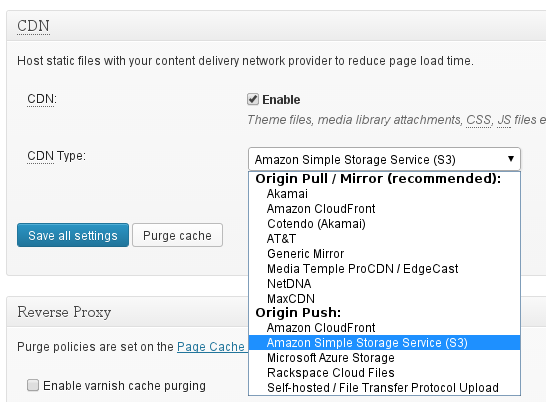 CDN
Host static files with your content delivery network provider to reduce page load time.
CDN: Enable
Theme files, media library attachments, CSS, JS files e
CDN Type: Amazon Simple Storage Service (S3)
Origin Pull / Mirror (recommended):
Akamai
Amazon CloudFront
Cotendo (Akamai)
AT&T
Generic Mirror
Media Temple ProCDN / EdgeCast
NetDNA
MaxCDN
Origin Push:
Amazon CloudFront
Amazon Simple Storage Service (S3)
Microsoft Azure Storage
Rackspace Cloud Files
Self-hosted / File Transfer Protocol Upload
Save all settings Purge cache
Reverse Proxy
Purge policies are set on the Page Cache
Enable varnish cache purging